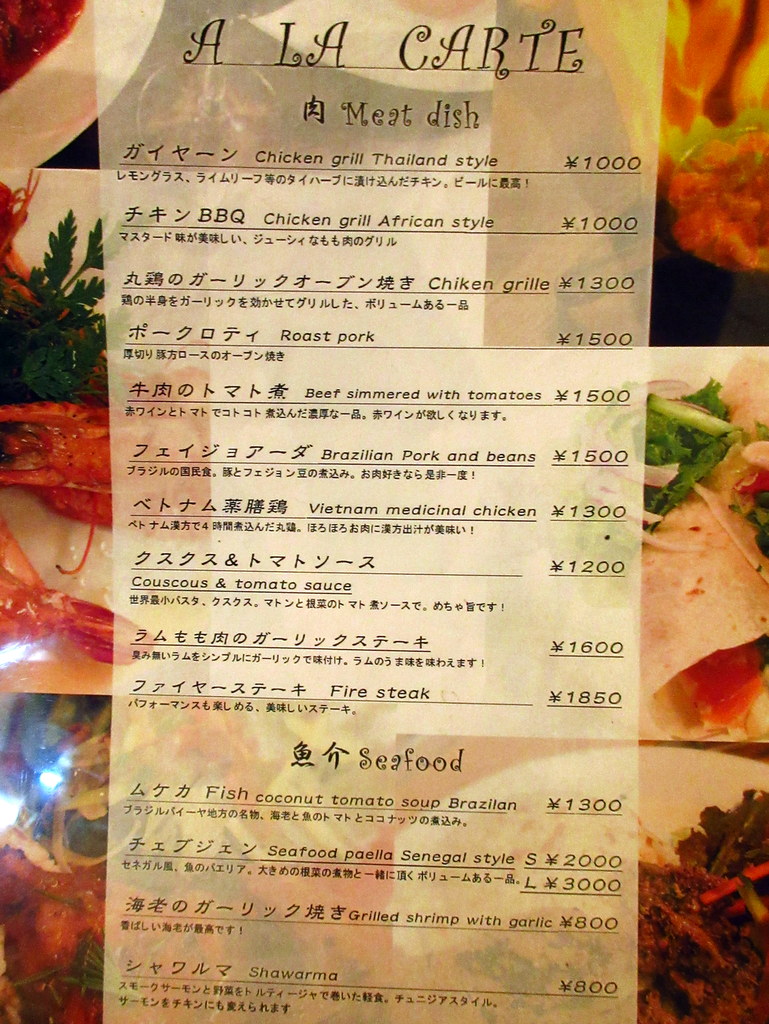 A LA CARTE
肉 Meat dish
ガイヤーン Chicken grill Thailand style ¥1000
レモングラス、ライムリーフ等のタイハーブに漬け込んだチキン。ビールに最高！
チキンBBQ Chicken grill African style ¥1000
マスタード味が美味しい、ジューシィなもも肉のグリル
丸鶏のガーリックオーブン焼き Chiken grille ¥1300
鶏の半身をガーリックを効かせてグリルした、ボリュームある一品
ポークロティ Roast pork ¥1500
厚切り豚方ロースのオーブン焼き
牛肉のトマト煮 Beef simmered with tomatoes ¥1500
赤ワインとトマトでコトコト煮込んだ濃厚な一品。赤ワインが欲しくなります。
フェイジョアーダ Brazilian Pork and beans ¥1500
ブラジルの国民食。豚とフェジョン豆の煮込み。お肉好きなら是非一度！
ベトナム薬膳鶏 Vietnam medicinal chicken ¥1300
ベトナム漢方で4時間煮込んだ丸鶏。ほろほろお肉に漢方出汁が美味い！
クスクス&トマトソース ¥1200
Couscous & tomato sauce
世界最小パスタ、クスクス。マトンと根菜のトマト煮ソースで。めちゃ旨です！
ラムもも肉のガーリックステーキ ¥1600
臭み無いラムをシンプルにガーリックで味付け。ラムのうま味を味わえます！
ファイヤーステーキ Fire steak ¥1850
パフォーマンスも楽しめる、美味しいステーキ。
魚介 Seafood
ムケカ Fish coconut tomato soup Brazilan ¥1300
ブラジルバイーヤ地方の名物、海老と魚のトマトとココナッツの煮込み。
チェブジェン Seafood paella Senegal style S ¥2000
セネガル風、魚のパエリア。大きめの根菜の煮物と一緒に頂くボリュームある一品。 L ¥3000
海老のガーリック焼き Grilled shrimp with garlic ¥800
香ばしい海老が最高です！
シャワルマ Shawarma ¥800
スモークサーモンと野菜をトルティージャで巻いた軽食。チュニジアスタイル。
サーモンをチキンにも変えられます